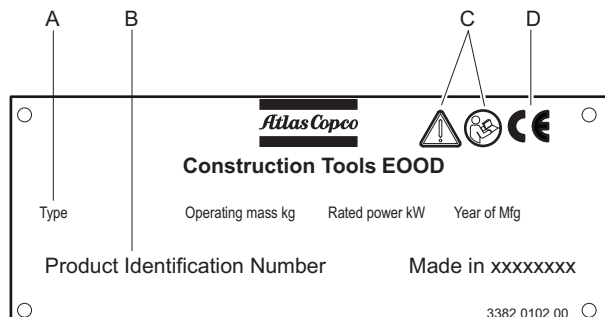 A B C D
Atlas Copco
CE
Construction Tools EOOD
Type Operating mass kg Rated power kW Year of Mfg
Product Identification Number Made in xxxxxxxx
3382 0102 00